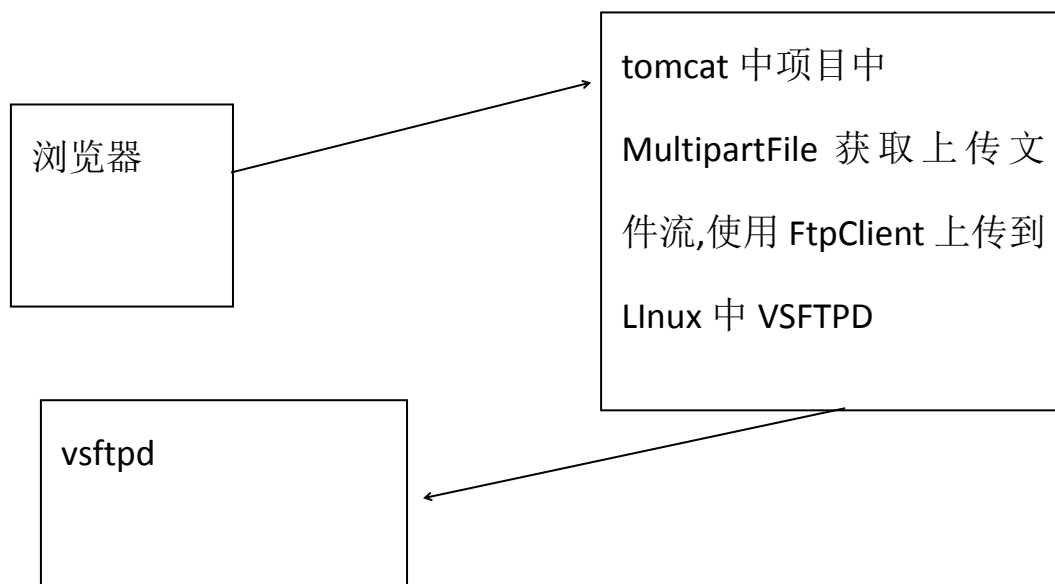 浏览器
tomcat 中项目中
MultipartFile 获取上传文
件流,使用 FtpClient 上传到
LInux 中 VSFTPD
vsftpd